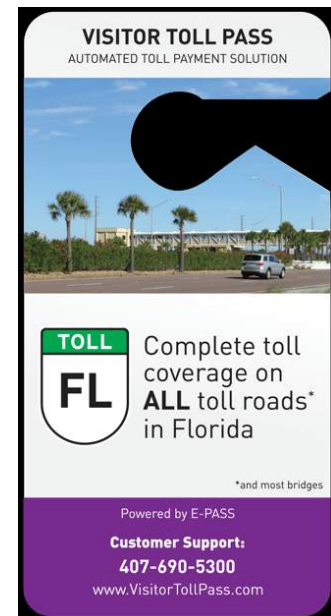 VISITOR TOLL PASS
AUTOMATED TOLL PAYMENT SOLUTION
TOLL
FL
Complete toll
coverage on
ALL toll roads*
in Florida
*and most bridges
Powered by E-PASS
Customer Support:
407-690-5300
www.VisitorTollPass.com